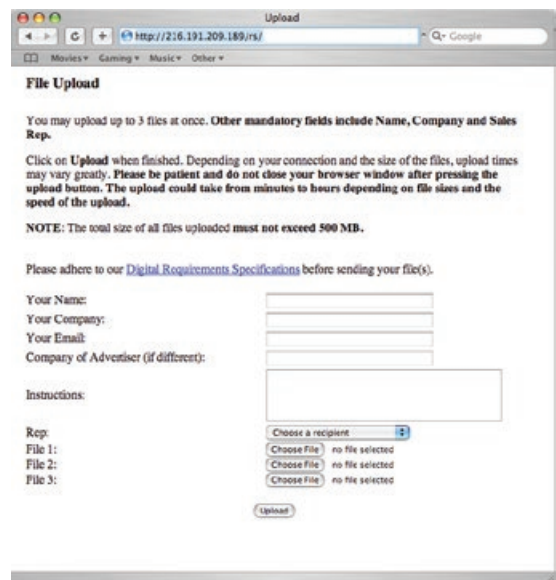 Upload
http://216.191.209.189/rs/
Google
Movies Gaming Music Other
File Upload
You may upload up to 3 files at once. Other mandatory fields include Name, Company and Sales
Rep.
Click on Upload when finished. Depending on your connection and the size of the files, upload times
may vary greatly. Please be patient and do not close your browser window after pressing the
upload button. The upload could take from minutes to hours depending on file sizes and the
speed of the upload.
NOTE: The total size of all files uploaded must not exceed 500 MB.
Please adhere to our Digital Requirements Specifications before sending your file(s).
Your Name:
Your Company:
Your Email:
Company of Advertiser (if different):
Instructions:
Rep: Choose a recipient
File 1: Choose File no file selected
File 2: Choose File no file selected
File 3: Choose File no file selected
Upload